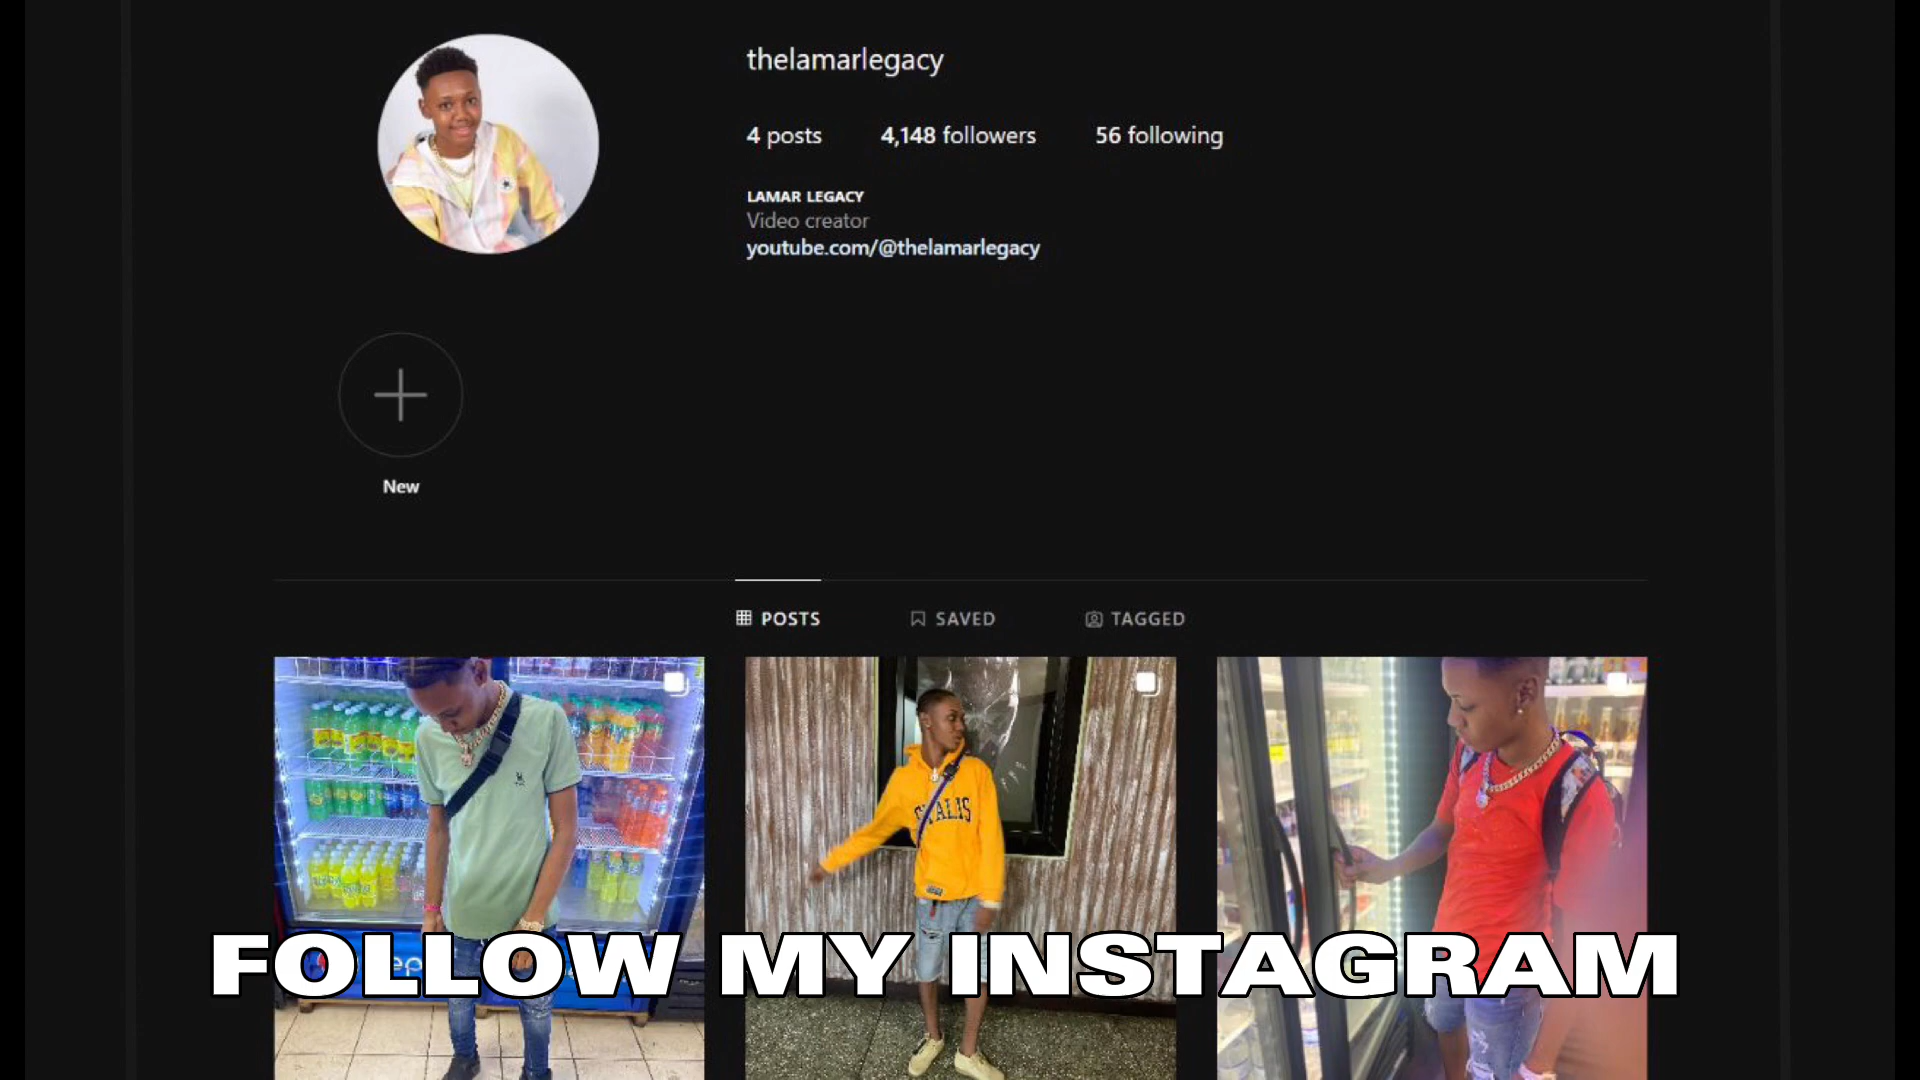 thelamarlegacy
4 posts 4,148 followers 56 following
LAMAR LEGACY
Video creator
youtube.com/@thelamarlegacy
New
POSTS SAVED TAGGED
GYALIS
FOLLOW MY INSTAGRAM